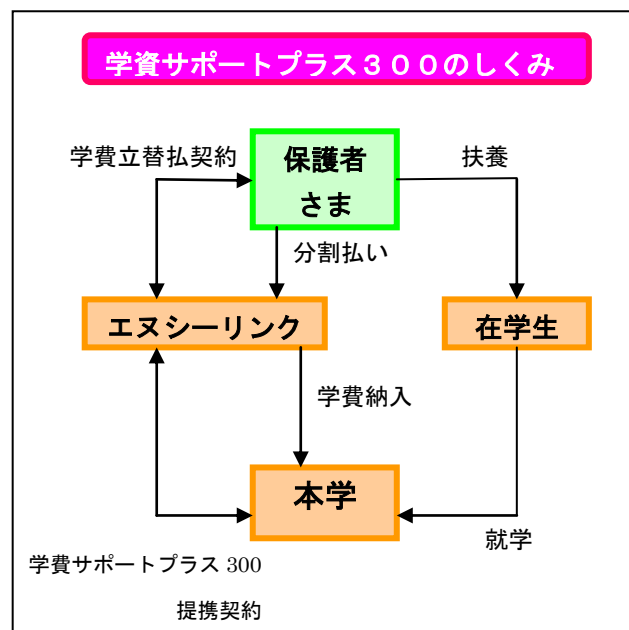 学資サポートプラス３００のしくみ
学費立替払契約
保護者
さま
扶養
分割払い
エヌシーリンク
在学生
学費納入
本学
就学
学費サポートプラス 300
提携契約